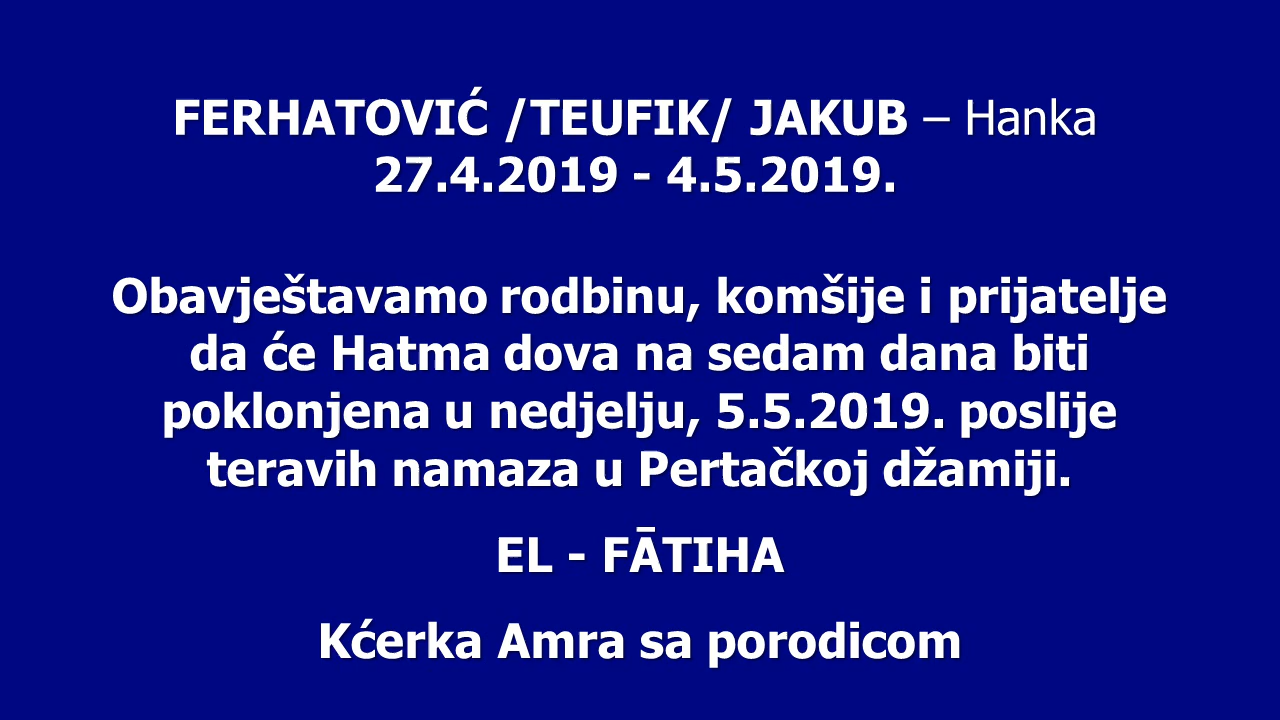 FERHATOVIĆ /TEUFIK/ JAKUB – Hanka
27.4.2019 - 4.5.2019.
Obavještavamo rodbinu, komšije i prijatelje
da će Hatma dova na sedam dana biti
poklonjena u nedjelju, 5.5.2019. poslije
teravih namaza u Pertačkoj džamiji.
EL - FĀTIHA
Kćerka Amra sa porodicom